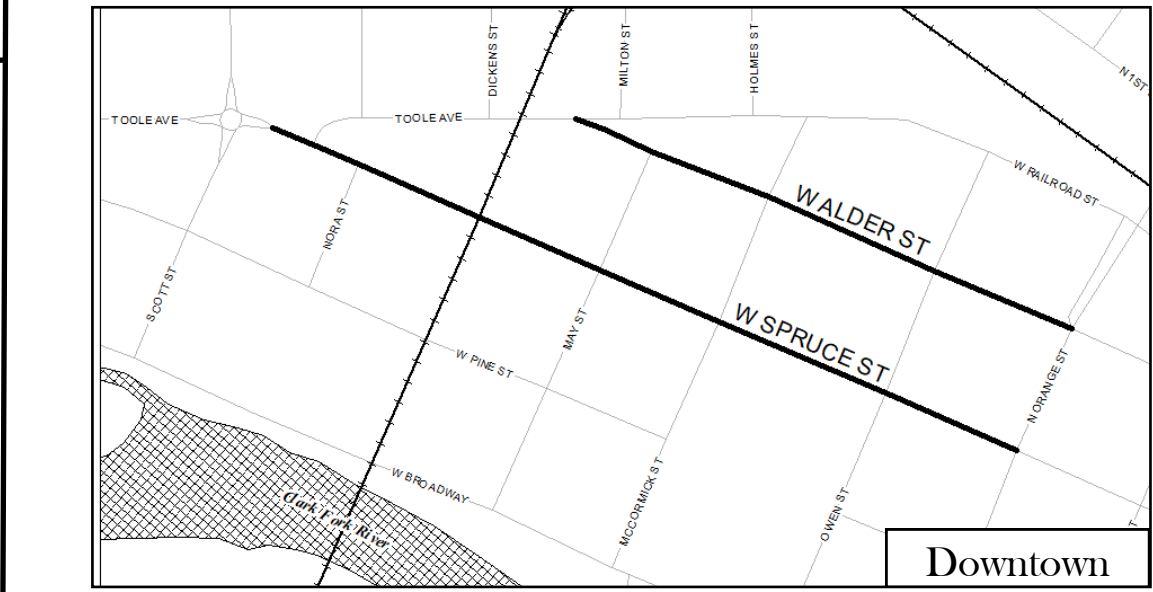 DICKENS ST
MILTON ST
HOLMES ST
N 1ST
TOOLE AVE
TOOLE AVE
W RAILROAD ST
W ALDER ST
NORA ST
SCOTT ST
MAY ST
W SPRUCE ST
W PINE ST
N ORANGE ST
W BROADWAY
MCCORMICK ST
OWEN ST
Clark Fork River
T
Downtown